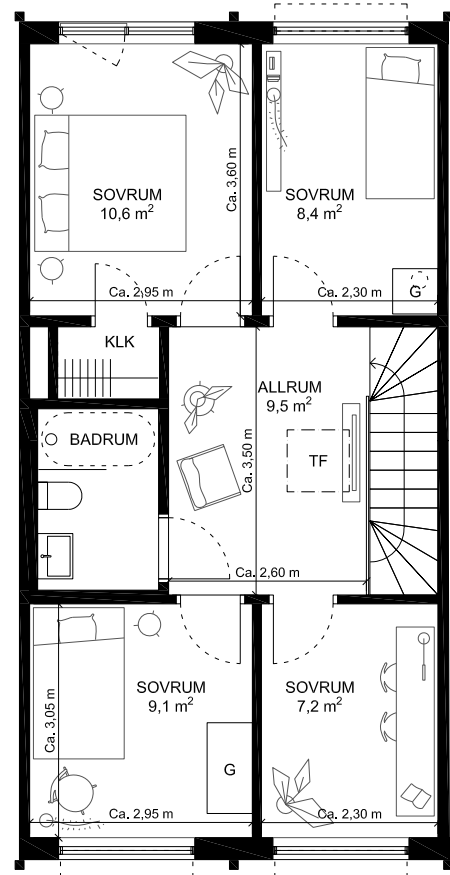 SOVRUM
10,6 m²
Ca. 3,60 m
SOVRUM
8,4 m²
Ca. 2,95 m
Ca. 2,30 m
G
KLK
ALLRUM
9,5 m²
BADRUM
Ca. 3,50 m
TF
Ca. 2,60 m
SOVRUM
9,1 m²
Ca. 3,05 m
SOVRUM
7,2 m²
G
Ca. 2,95 m
Ca. 2,30 m